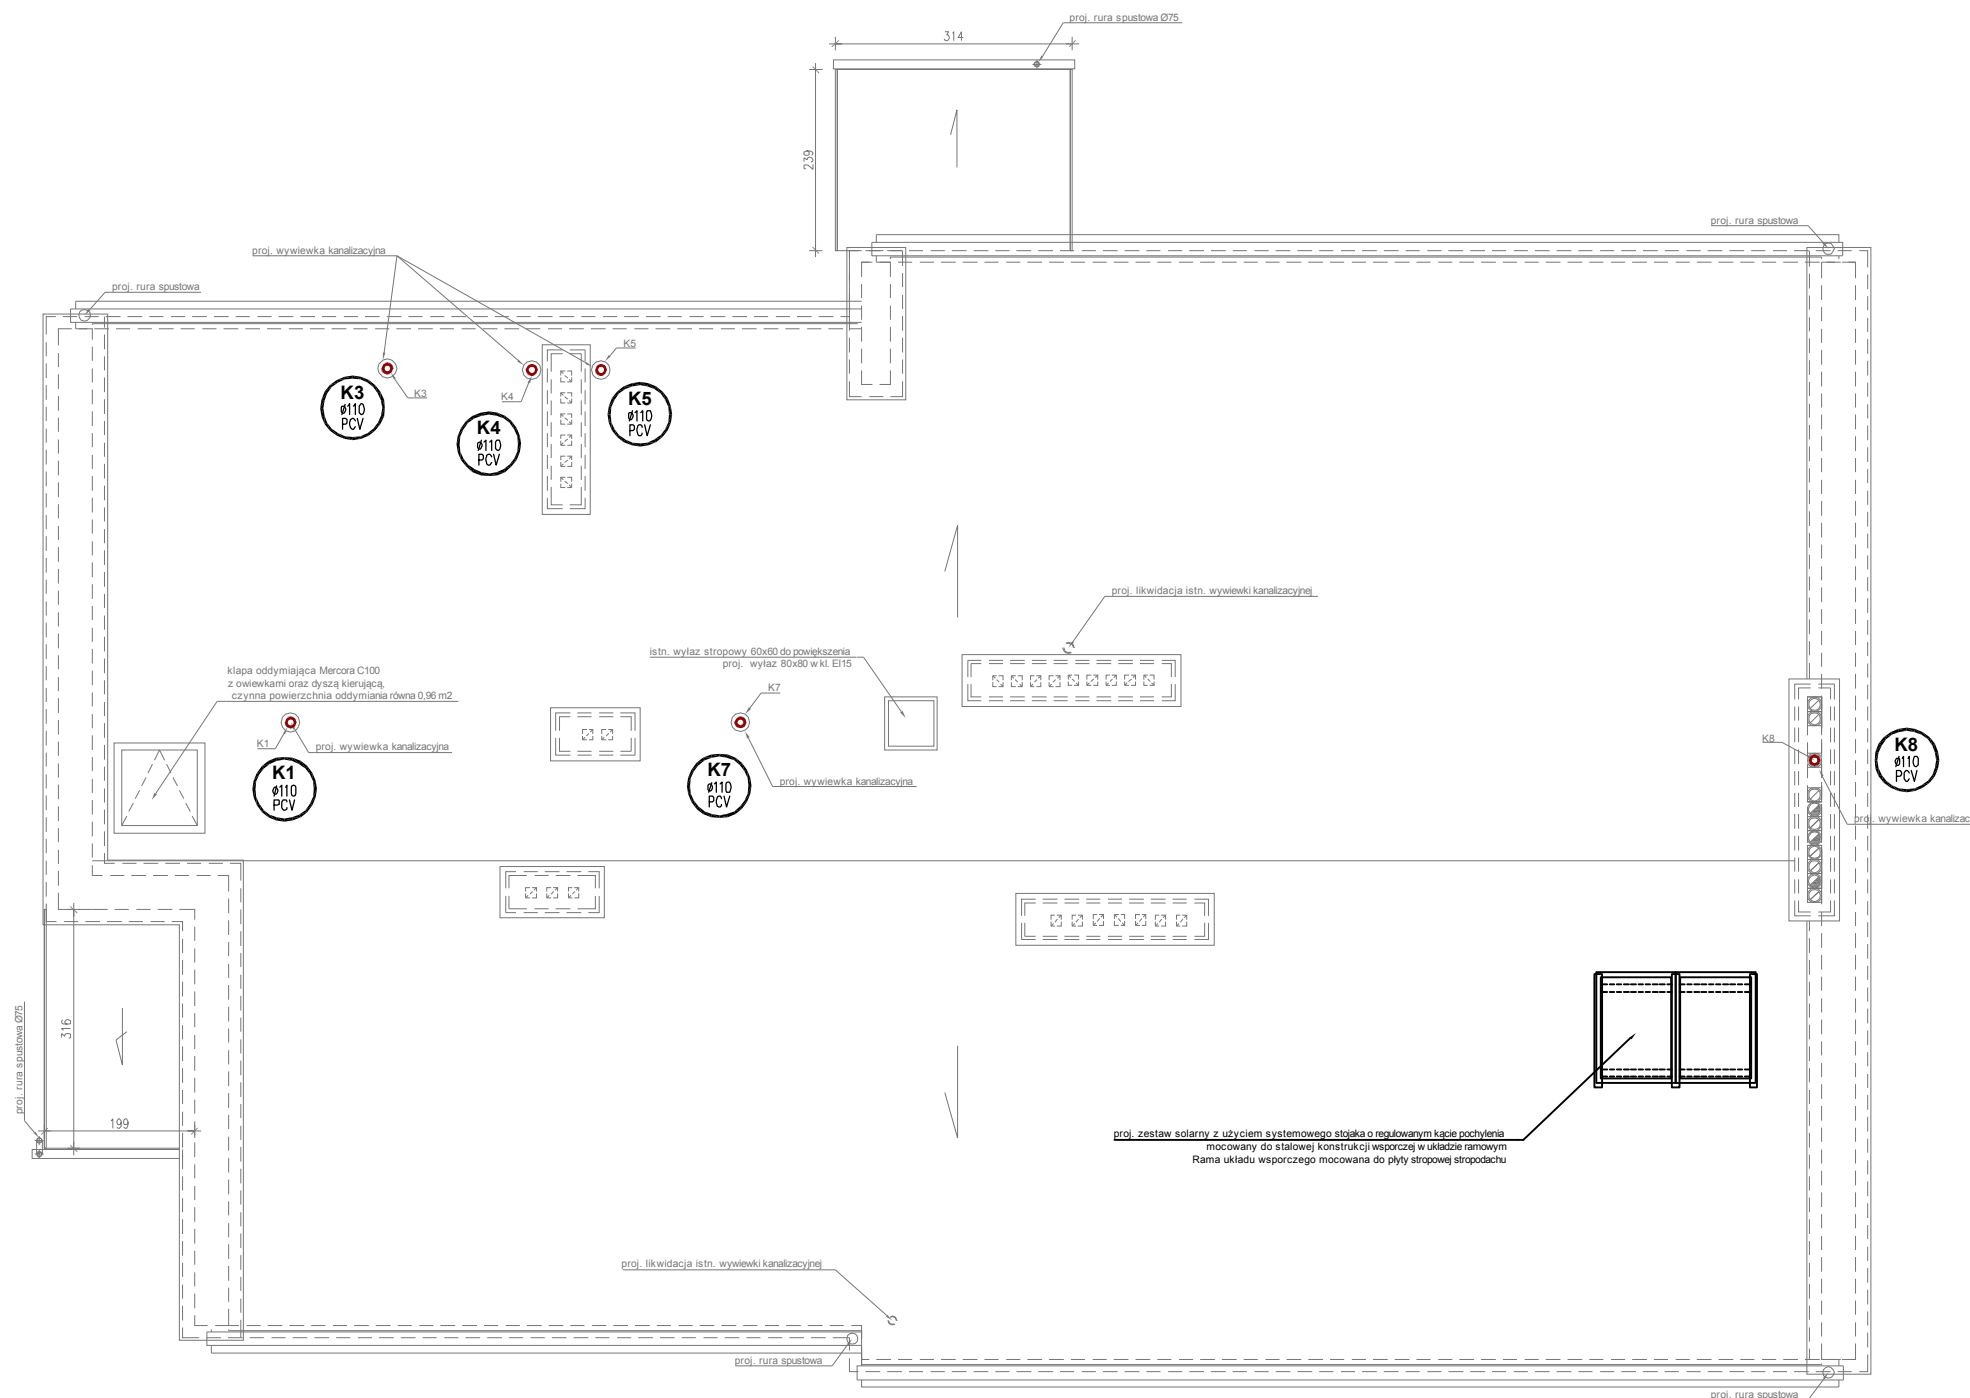 proj. rura spustowa Ø75
314
239
proj. rura spustowa
proj. wywiewka kanalizacyjna
proj. rura spustowa
K5
K3
K4
K3
ø110
PCV
K5
ø110
PCV
K4
ø110
PCV
proj. likwidacja istn. wywiewki kanalizacyjnej
istn. wyłaz stropowy 60x60 do powiększenia
proj. wyłaz 80x80 w kl. EI15
klapa oddymiająca Mercora C100
z owiewkami oraz dyszą kierującą,
czynna powierzchnia oddymiania równa 0,96 m2
K7
K1
proj. wywiewka kanalizacyjna
K8
K8
ø110
PCV
K1
ø110
PCV
K7
ø110
PCV
proj. wywiewka kanalizacyjna
proj. wywiewka kanalizac
316
proj. rura spustowa Ø75
199
proj. zestaw solarny z użyciem systemowego stojaka o regulowanym kącie pochylenia
mocowany do stalowej konstrukcji wsporczej w układzie ramowym
Rama układu wsporczego mocowana do płyty stropowej stropodachu
proj. likwidacja istn. wywiewki kanalizacyjnej
proj. rura spustowa
proj. rura spustowa